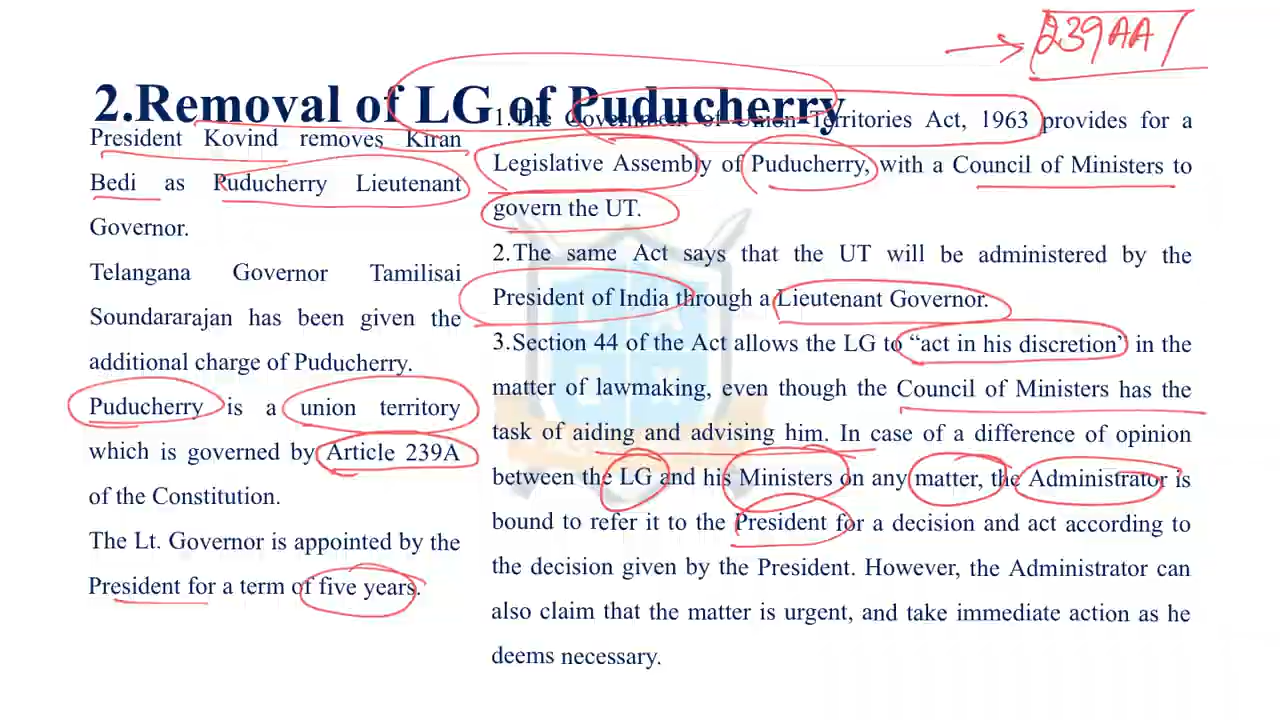 239AA
2.Removal of LG of Puducherry
President Kovind removes Kiran
Bedi as Puducherry Lieutenant
Governor.
Telangana Governor Tamilisai
Soundararajan has been given the
additional charge of Puducherry.
Puducherry is a union territory
which is governed by Article 239A
of the Constitution.
The Lt. Governor is appointed by the
President for a term of five years.
1.The Government of Union Territories Act, 1963 provides for a
Legislative Assembly of Puducherry, with a Council of Ministers to
govern the UT.
2.The same Act says that the UT will be administered by the
President of India through a Lieutenant Governor.
3.Section 44 of the Act allows the LG to “act in his discretion” in the
matter of lawmaking, even though the Council of Ministers has the
task of aiding and advising him. In case of a difference of opinion
between the LG and his Ministers on any matter, the Administrator is
bound to refer it to the President for a decision and act according to
the decision given by the President. However, the Administrator can
also claim that the matter is urgent, and take immediate action as he
deems necessary.